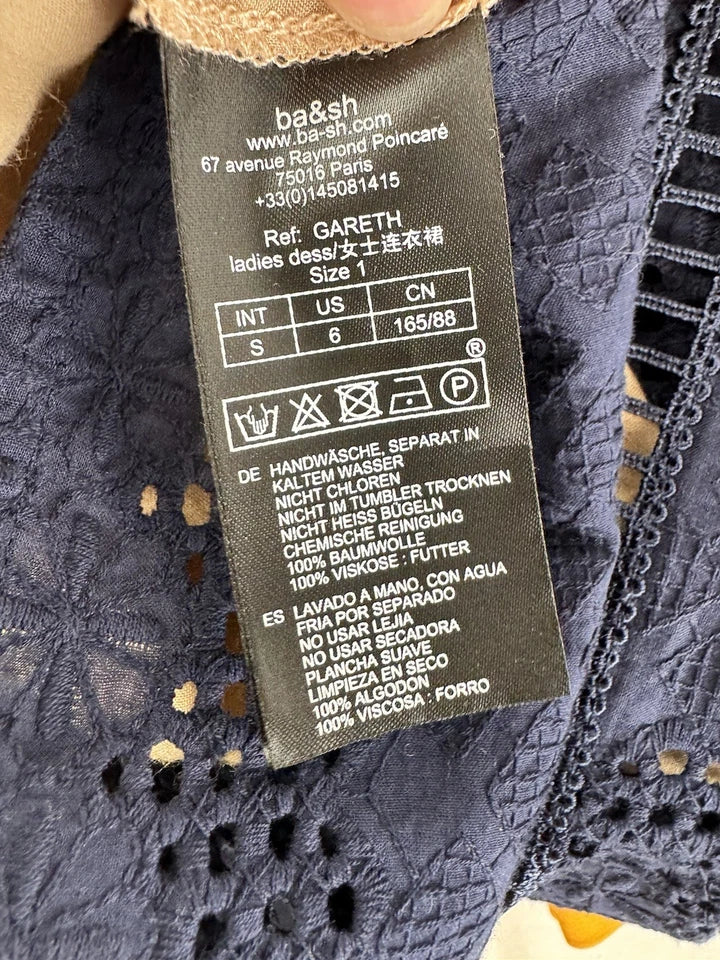 ba&sh
www.ba-sh.com
67 avenue Raymond Poincaré
75016 Paris
+33(0)145081415
Ref: GARETH
ladies dess/女士连衣裙
Size 1
INT US CN
S 6 165/88
®
P
DE HANDWÄSCHE, SEPARAT IN
KALTEM WASSER
NICHT CHLOREN
NICHT IM TUMBLER TROCKNEN
NICHT HEISS BÜGELN
CHEMISCHE REINIGUNG
100% BAUMWOLLE
100% VISKOSE : FUTTER
ES LAVADO A MANO, CON AGUA
FRIA POR SEPARADO
NO USAR LEJIA
NO USAR SECADORA
PLANCHA SUAVE
LIMPIEZA EN SECO
100% ALGODON
100% VISCOSA : FORRO